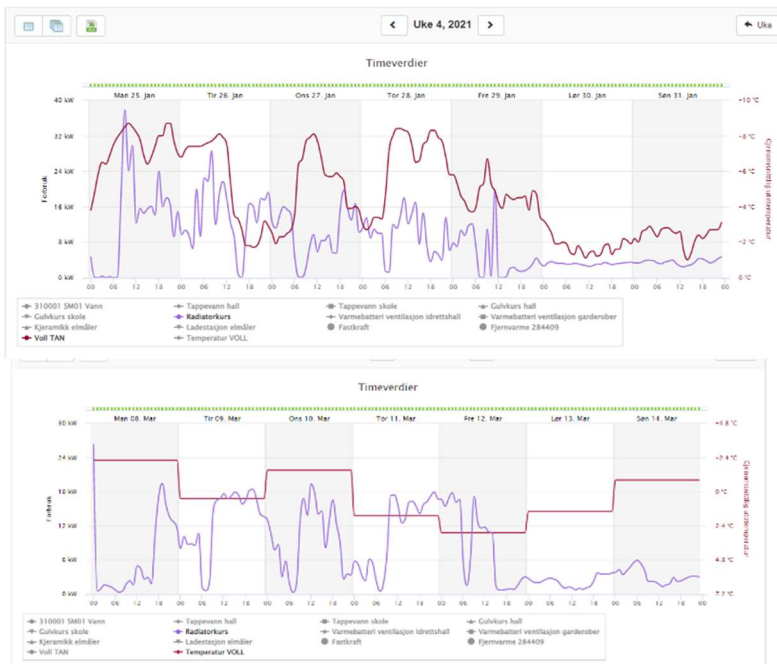 Uke 4, 2021
Uke
Timeverdier
Man 25. Jan Tir 26. Jan Ons 27. Jan Tor 28. Jan Fre 29. Jan Lør 30. Jan Søn 31. Jan
40 kW -10 °C
32 kW -8 °C
24 kW -6 °C
16 kW -4 °C
8 kW -2 °C
0 kW 0 °C
Forbruk
Gjennomsnittlig utetemperatur
00 06 12 18 00 06 12 18 00 06 12 18 00 06 12 18 00 06 12 18 00 06 12 18 00 06 12 18 00
310001 SM01 Vann Tappevann hall Tappevann skole Gulvkurs hall
Gulvkurs skole Radiatorkurs Varmebatteri ventilasjon idrettshall Varmebatteri ventilasjon garderober
Kjøramikk elmåler Ladestasjon elmåler Fastkraft Fjernvarme 284409
Voll TAN Temperatur VOLL
Timeverdier
Man 08. Mar Tir 09. Mar Ons 10. Mar Tor 11. Mar Fre 12. Mar Lør 13. Mar Søn 14. Mar
30 kW -4.8 °C
24 kW -2.4 °C
18 kW 0 °C
12 kW 2.4 °C
6 kW 4.8 °C
0 kW 7.2 °C
Forbruk
Gjennomsnittlig utetemperatur
00 06 12 18 00 06 12 18 00 06 12 18 00 06 12 18 00 06 12 18 00 06 12 18 00 06 12 18 00
310001 SM01 Vann Tappevann hall Tappevann skole Gulvkurs hall
Gulvkurs skole Radiatorkurs Varmebatteri ventilasjon idrettshall Varmebatteri ventilasjon garderober
Kjeramikk elmåler Ladestasjon elmåler Fastkraft Fjernvarme 284409
Voll TAN Temperatur VOLL